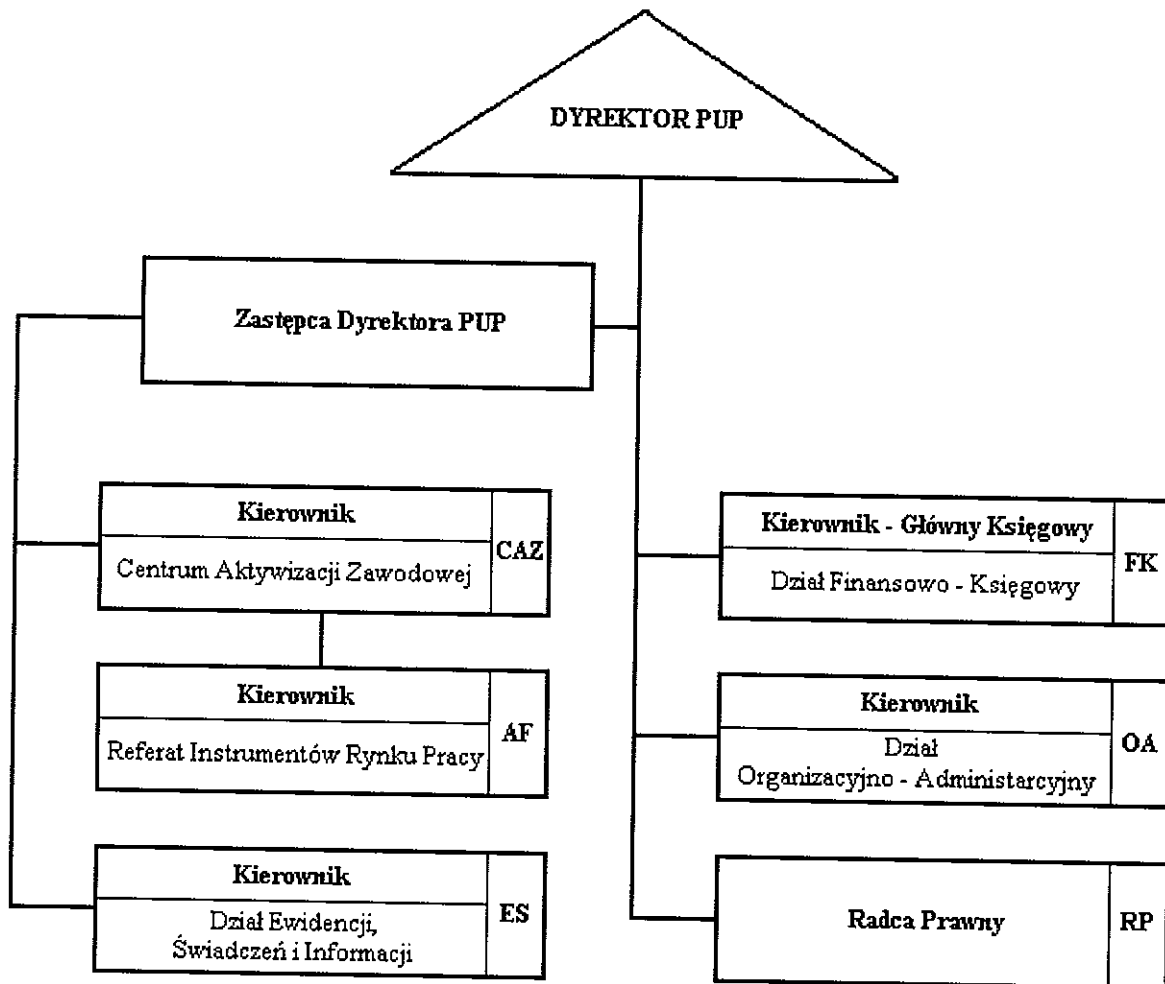 DYREKTOR PUP
Zastępca Dyrektora PUP
Kierownik
CAZ
Centrum Aktywizacji Zawodowej
Kierownik
AF
Referat Instrumentów Rynku Pracy
Kierownik
ES
Dział Ewidencji,
Świadczeń i Informacji
Kierownik - Główny Księgowy
FK
Dział Finansowo - Księgowy
Kierownik
OA
Dział
Organizacyjno - Administarcyjny
Radca Prawny
RP